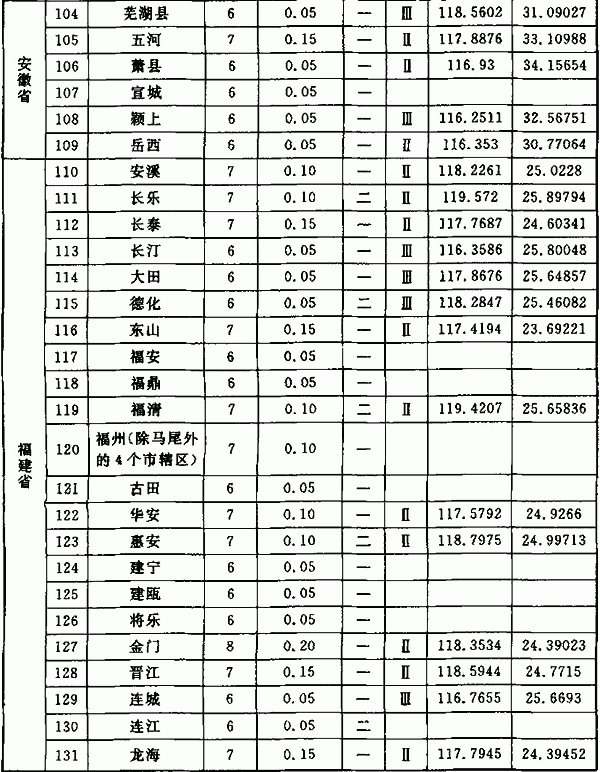 安徽省
104 芜湖县 6 0.05 一 Ⅲ 118.5602 31.09027
105 五河 7 0.15 一 Ⅱ 117.8876 33.10988
106 萧县 6 0.05 一 Ⅱ 116.93 34.15654
107 宣城 6 0.05 一
108 颍上 6 0.05 一 Ⅲ 116.2511 32.56751
109 岳西 6 0.05 一 Ⅱ 116.353 30.77064
福建省
110 安溪 7 0.10 一 Ⅱ 118.2261 25.0228
111 长乐 7 0.10 二 Ⅱ 119.572 25.89794
112 长泰 7 0.15 一 Ⅱ 117.7687 24.60341
113 长汀 6 0.05 一 Ⅲ 116.3586 25.80048
114 大田 6 0.05 一 Ⅲ 117.8676 25.64857
115 德化 6 0.05 二 Ⅲ 118.2847 25.46082
116 东山 7 0.15 一 Ⅱ 117.4194 23.69221
117 福安 6 0.05 一
118 福鼎 6 0.05 一
119 福清 7 0.10 二 Ⅱ 119.4207 25.65836
120 福州(除马尾外
的4个市辖区) 7 0.10 一
121 古田 6 0.05 一
122 华安 7 0.10 一 Ⅱ 117.5792 24.9266
123 惠安 7 0.10 二 Ⅱ 118.7975 24.99713
124 建宁 6 0.05 一
125 建瓯 6 0.05 一
126 将乐 6 0.05 一
127 金门 8 0.20 一 Ⅱ 118.3534 24.39023
128 晋江 7 0.15 一 Ⅱ 118.5944 24.7715
129 连城 6 0.05 一 Ⅲ 116.7655 25.6693
130 连江 6 0.05 二
131 龙海 7 0.15 一 Ⅱ 117.7945 24.39452